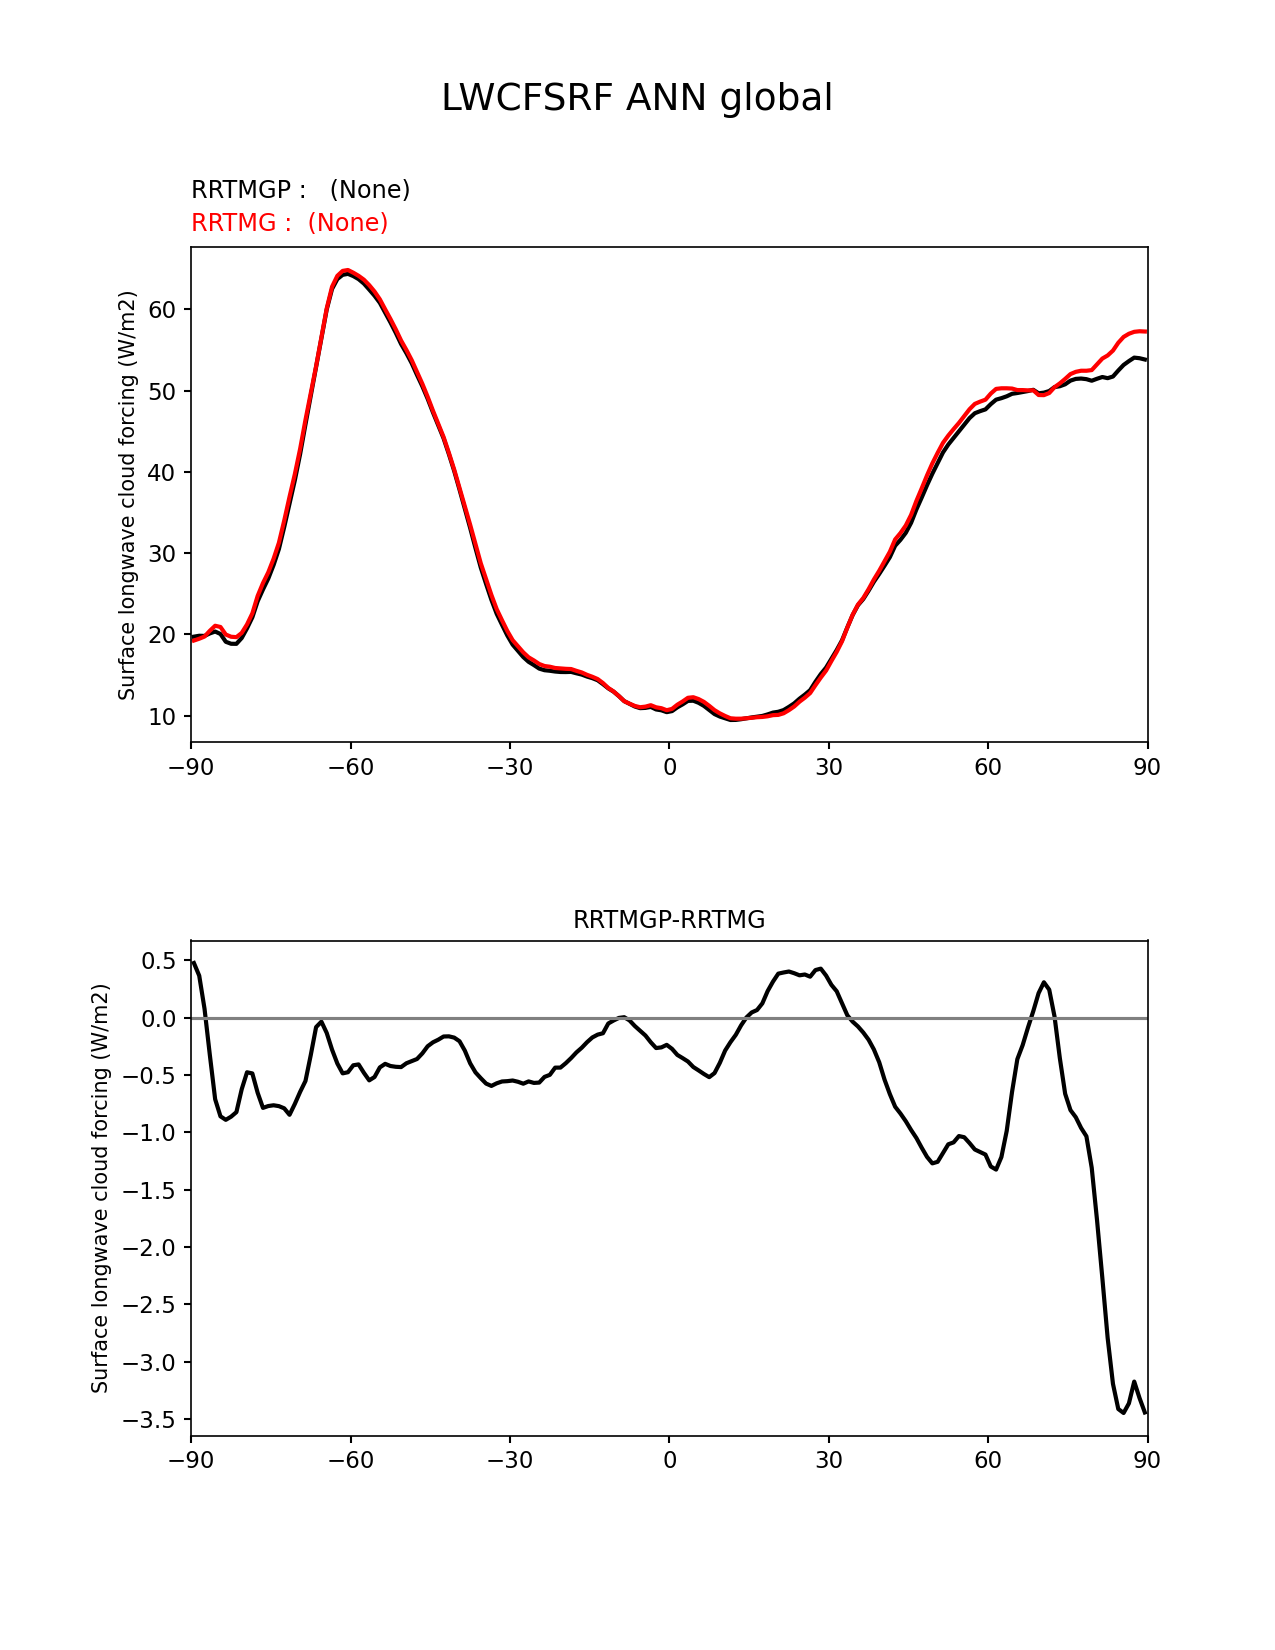 LWCFSRF ANN global
RRTMGP :   (None)
RRTMG :  (None)
Surface longwave cloud forcing (W/m2)
60
50
40
30
20
10
−90 −60 −30 0 30 60 90
RRTMGP-RRTMG
Surface longwave cloud forcing (W/m2)
0.5
0.0
−0.5
−1.0
−1.5
−2.0
−2.5
−3.0
−3.5
−90 −60 −30 0 30 60 90